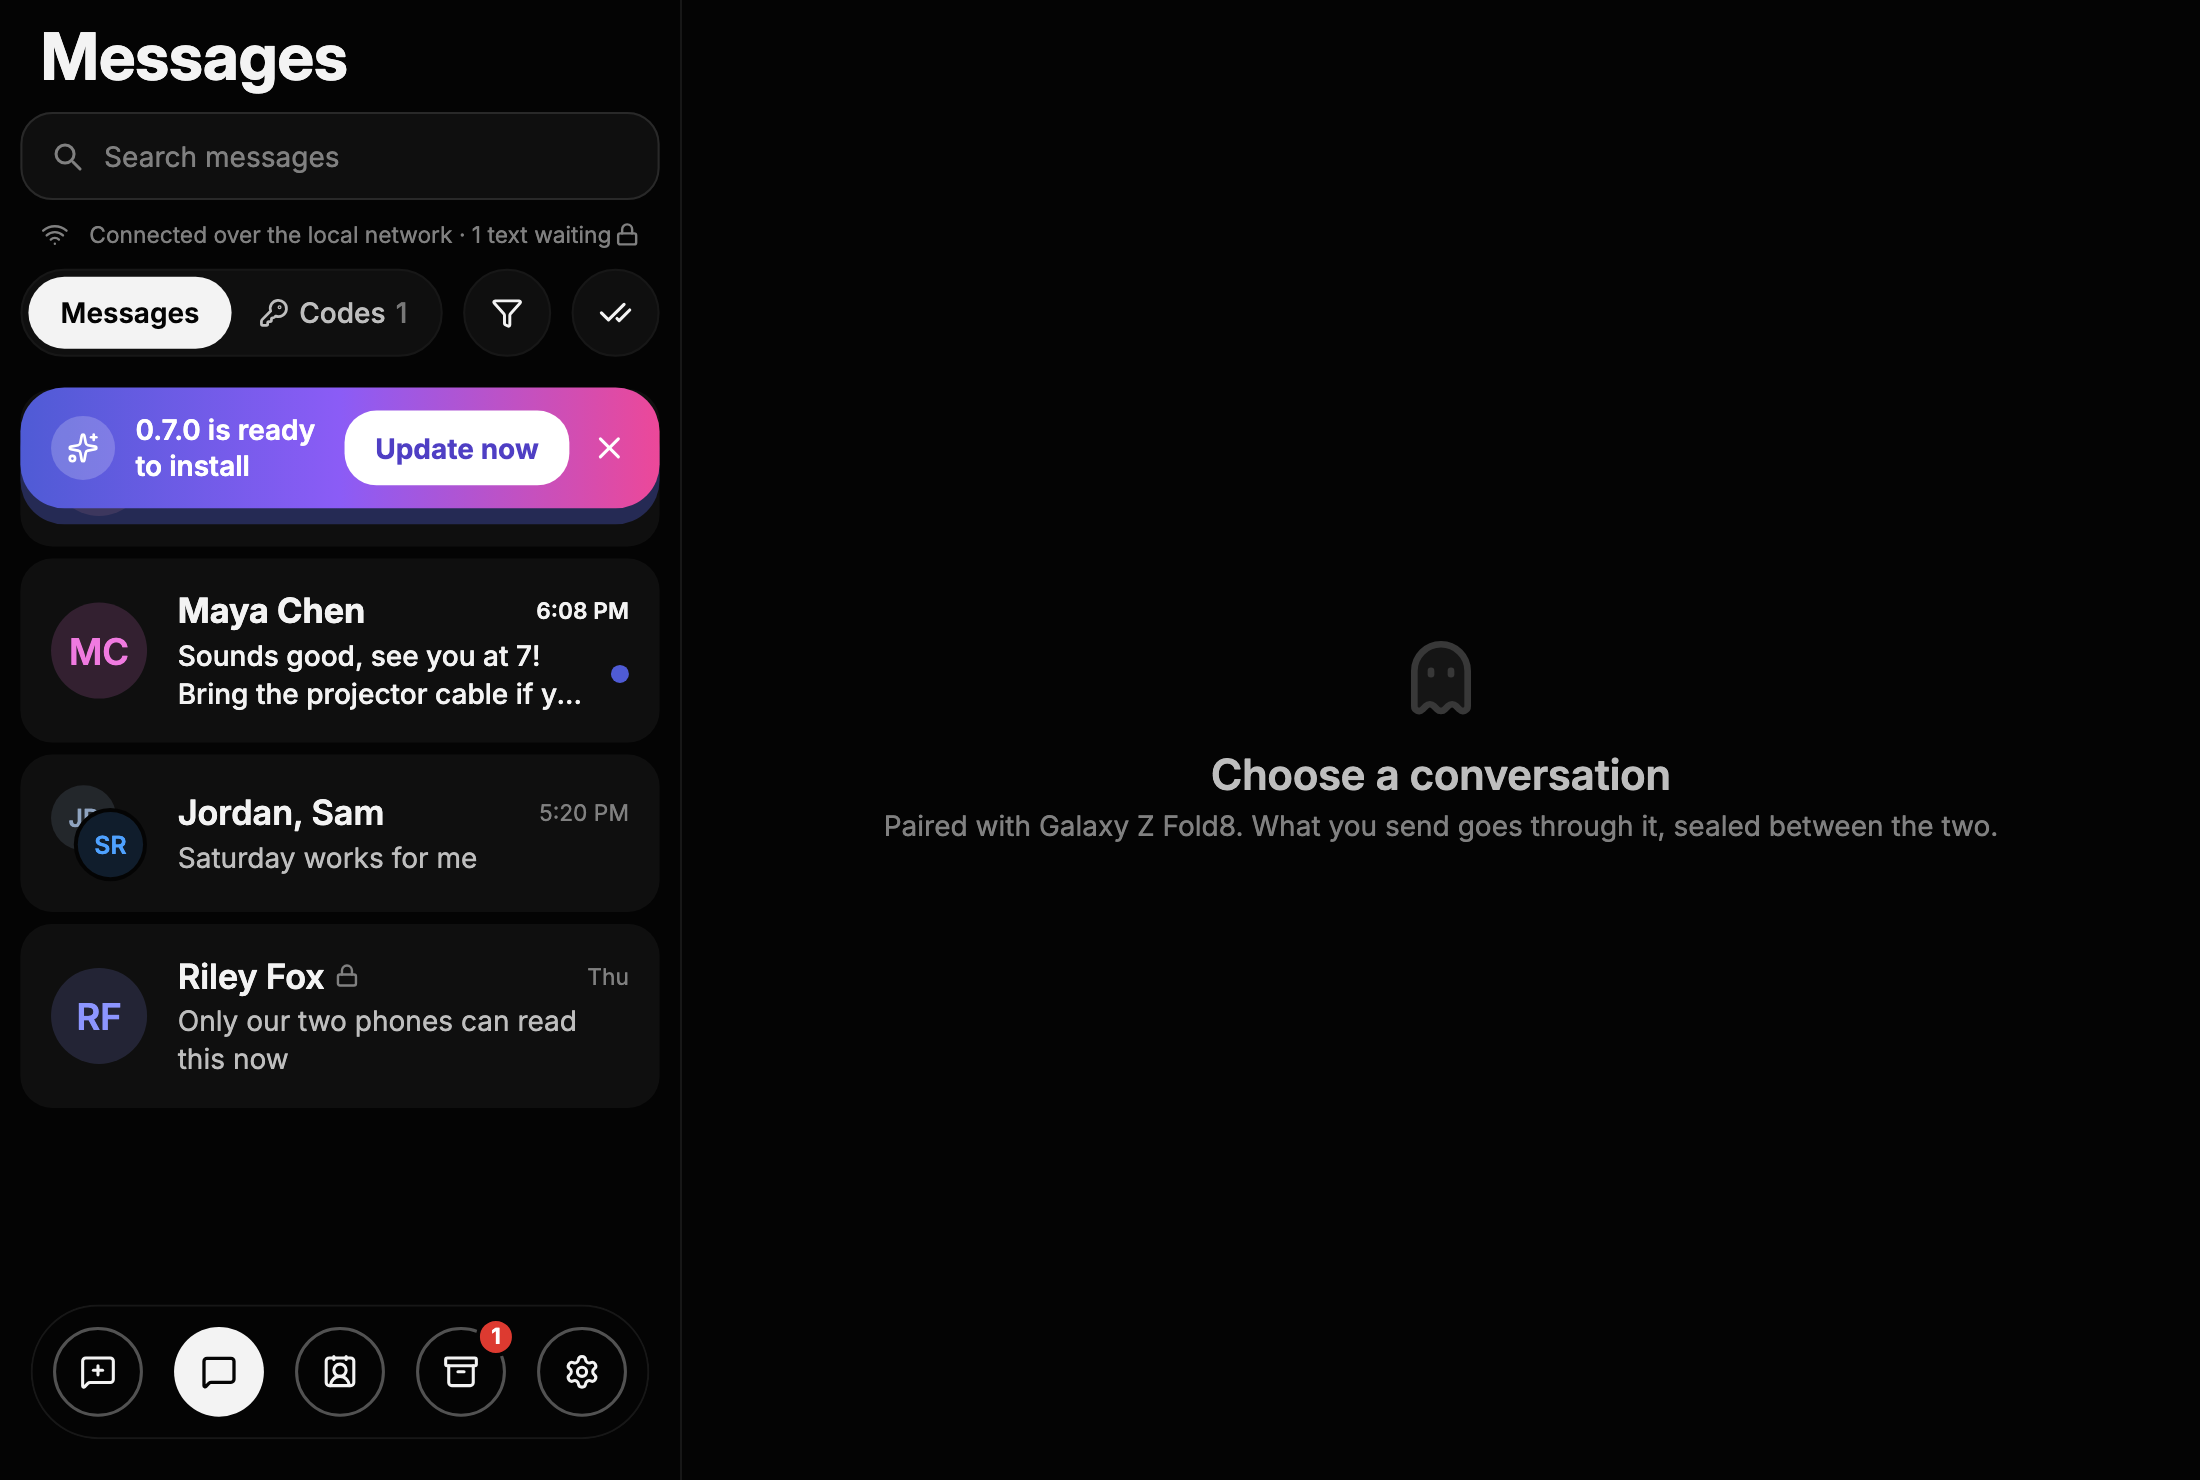 Messages
Search messages
Connected over the local network · 1 text waiting
Messages
Codes 1
0.7.0 is ready
to install
Update now
MC
Maya Chen
6:08 PM
Sounds good, see you at 7!
Bring the projector cable if y...
SR
Jordan, Sam
5:20 PM
Saturday works for me
RF
Riley Fox
Thu
Only our two phones can read
this now
1
Choose a conversation
Paired with Galaxy Z Fold8. What you send goes through it, sealed between the two.